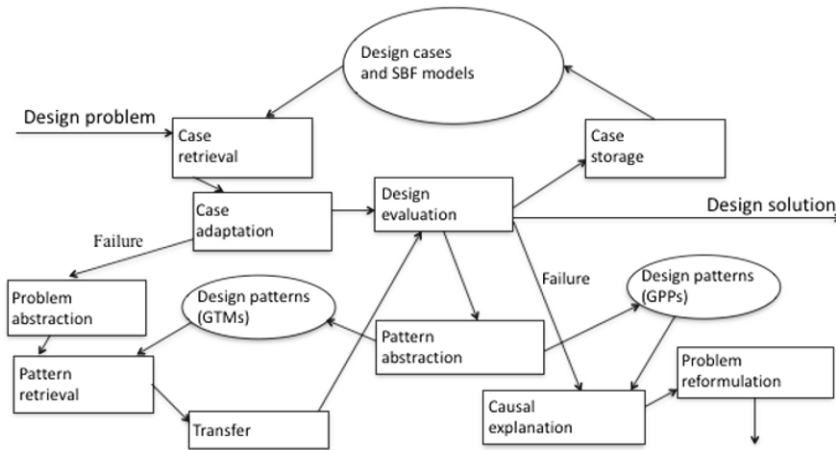 Design cases
and SBF models
Design problem
Case
retrieval
Case
storage
Design
evaluation
Design solution
Case
adaptation
Failure
Failure
Problem
abstraction
Design patterns
(GTMs)
Design patterns
(GPPs)
Pattern
abstraction
Problem
reformulation
Pattern
retrieval
Causal
explanation
Transfer